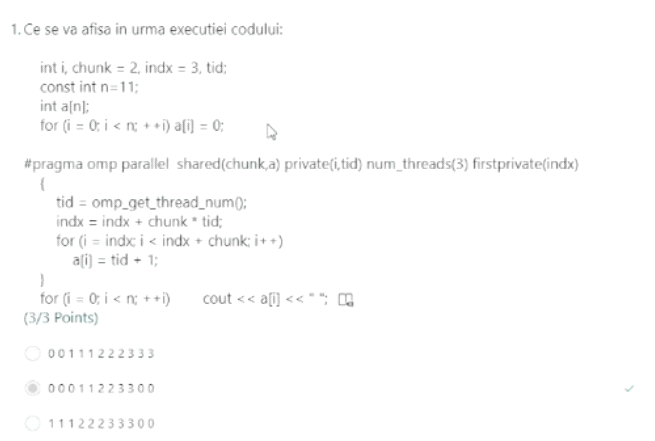 1. Ce se va afisa in urma executiei codului:
int i, chunk = 2, indx = 3, tid;
const int n=11;
int a[n];
for (i = 0; i < n; ++i) a[i] = 0;
#pragma omp parallel shared(chunk,a) private(i,tid) num_threads(3) firstprivate(indx)
{
tid = omp_get_thread_num();
indx = indx + chunk * tid;
for (i = indx; i < indx + chunk; i++)
a[i] = tid + 1;
}
for (i = 0; i < n; ++i) cout << a[i] << " ";
(3/3 Points)
0 0 1 1 1 2 2 2 3 3 3
0 0 0 1 1 2 2 3 3 0 0
1 1 1 2 2 2 3 3 3 0 0